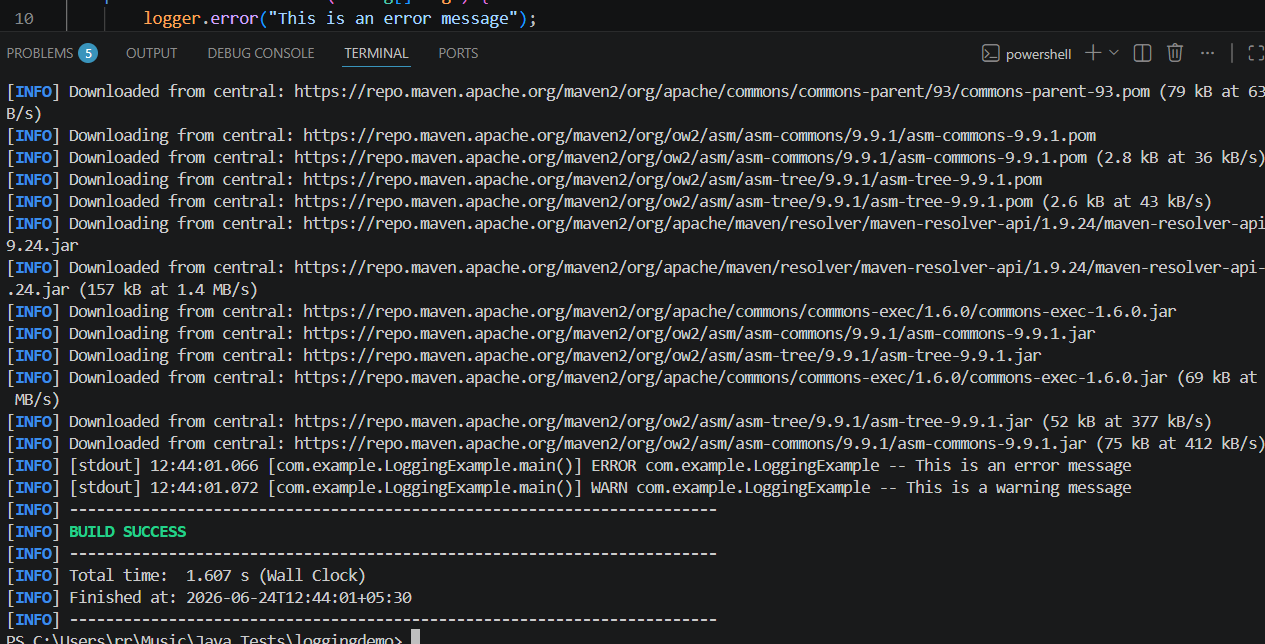 10 logger.error("This is an error message");
PROBLEMS 5 OUTPUT DEBUG CONSOLE TERMINAL PORTS powershell
[INFO] Downloaded from central: https://repo.maven.apache.org/maven2/org/apache/commons/commons-parent/93/commons-parent-93.pom (79 kB at 63
B/s)
[INFO] Downloading from central: https://repo.maven.apache.org/maven2/org/ow2/asm/asm-commons/9.9.1/asm-commons-9.9.1.pom
[INFO] Downloaded from central: https://repo.maven.apache.org/maven2/org/ow2/asm/asm-commons/9.9.1/asm-commons-9.9.1.pom (2.8 kB at 36 kB/s)
[INFO] Downloading from central: https://repo.maven.apache.org/maven2/org/ow2/asm/asm-tree/9.9.1/asm-tree-9.9.1.pom
[INFO] Downloaded from central: https://repo.maven.apache.org/maven2/org/ow2/asm/asm-tree/9.9.1/asm-tree-9.9.1.pom (2.6 kB at 43 kB/s)
[INFO] Downloading from central: https://repo.maven.apache.org/maven2/org/apache/maven/resolver/maven-resolver-api/1.9.24/maven-resolver-api
9.24.jar
[INFO] Downloaded from central: https://repo.maven.apache.org/maven2/org/apache/maven/resolver/maven-resolver-api/1.9.24/maven-resolver-api-
.24.jar (157 kB at 1.4 MB/s)
[INFO] Downloading from central: https://repo.maven.apache.org/maven2/org/apache/commons/commons-exec/1.6.0/commons-exec-1.6.0.jar
[INFO] Downloading from central: https://repo.maven.apache.org/maven2/org/ow2/asm/asm-commons/9.9.1/asm-commons-9.9.1.jar
[INFO] Downloading from central: https://repo.maven.apache.org/maven2/org/ow2/asm/asm-tree/9.9.1/asm-tree-9.9.1.jar
[INFO] Downloaded from central: https://repo.maven.apache.org/maven2/org/apache/commons/commons-exec/1.6.0/commons-exec-1.6.0.jar (69 kB at
MB/s)
[INFO] Downloaded from central: https://repo.maven.apache.org/maven2/org/ow2/asm/asm-tree/9.9.1/asm-tree-9.9.1.jar (52 kB at 377 kB/s)
[INFO] Downloaded from central: https://repo.maven.apache.org/maven2/org/ow2/asm/asm-commons/9.9.1/asm-commons-9.9.1.jar (75 kB at 412 kB/s)
[INFO] [stdout] 12:44:01.066 [com.example.LoggingExample.main()] ERROR com.example.LoggingExample -- This is an error message
[INFO] [stdout] 12:44:01.072 [com.example.LoggingExample.main()] WARN com.example.LoggingExample -- This is a warning message
[INFO] ------------------------------------------------------------------------
[INFO] BUILD SUCCESS
[INFO] ------------------------------------------------------------------------
[INFO] Total time:  1.607 s (Wall Clock)
[INFO] Finished at: 2026-06-24T12:44:01+05:30
[INFO] ------------------------------------------------------------------------
PS C:\Users\rr\Music\Java Tests\loggingdemo>